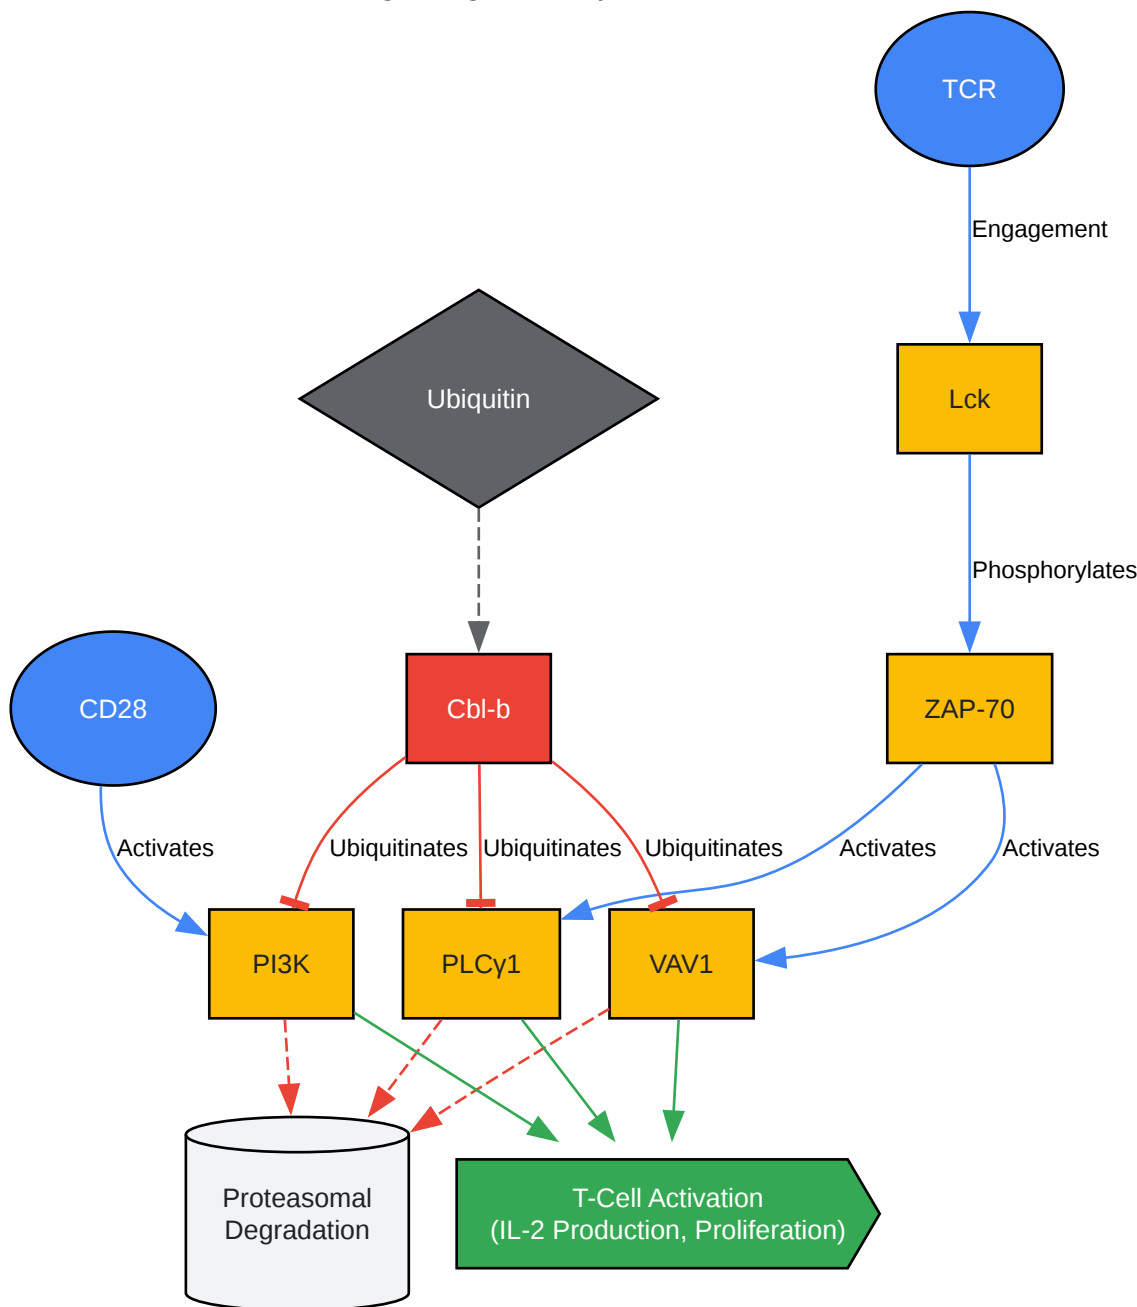 TCR
Engagement
Ubiquitin
Lck
Phosphorylates
CD28
Cbl-b
ZAP-70
Activates
Ubiquitinates
Ubiquitinates
Ubiquitinates
Activates
Activates
PI3K
PLCγ1
VAV1
Proteasomal
Degradation
T-Cell Activation
(IL-2 Production, Proliferation)